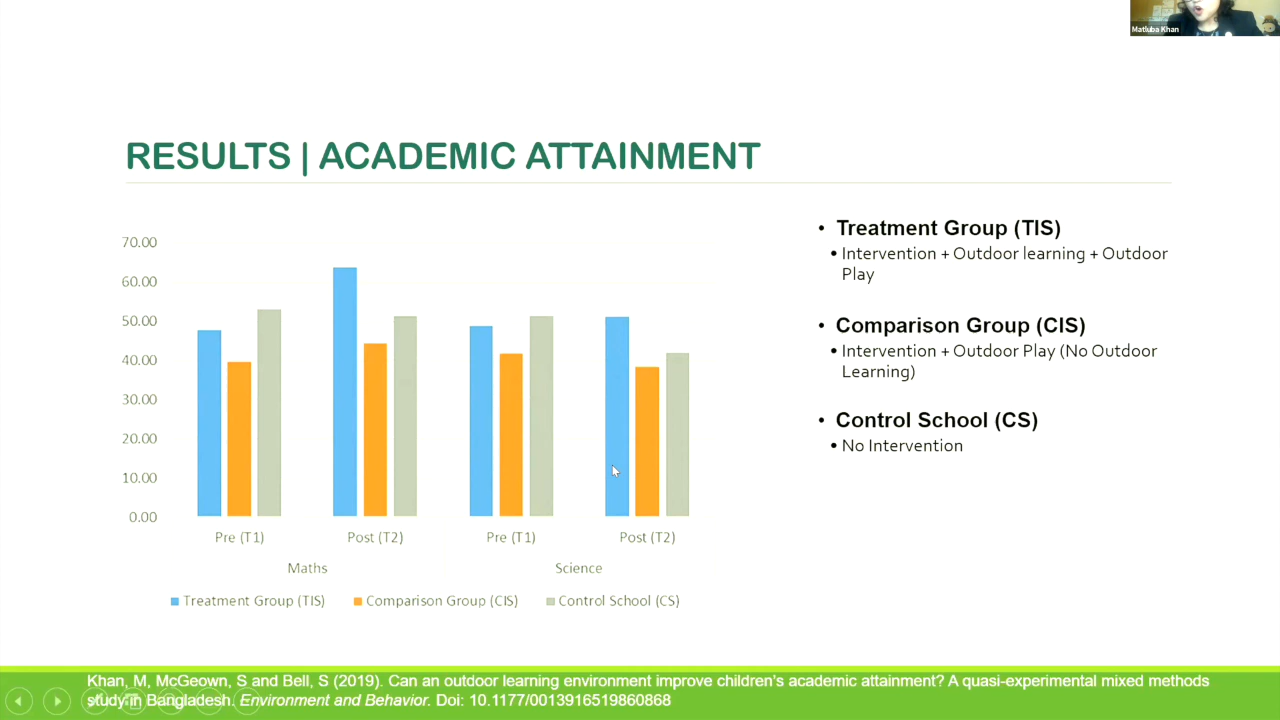 Matluba Khan
RESULTS | ACADEMIC ATTAINMENT
70.00
60.00
50.00
40.00
30.00
20.00
10.00
0.00
Pre (T1)
Post (T2)
Pre (T1)
Post (T2)
Maths
Science
Treatment Group (TIS)
Comparison Group (CIS)
Control School (CS)
• Treatment Group (TIS)
• Intervention + Outdoor learning + Outdoor
Play
• Comparison Group (CIS)
• Intervention + Outdoor Play (No Outdoor
Learning)
• Control School (CS)
• No Intervention
Khan, M, McGeown, S and Bell, S (2019). Can an outdoor learning environment improve children's academic attainment? A quasi-experimental mixed methods
study in Bangladesh. Environment and Behavior. Doi: 10.1177/0013916519860868